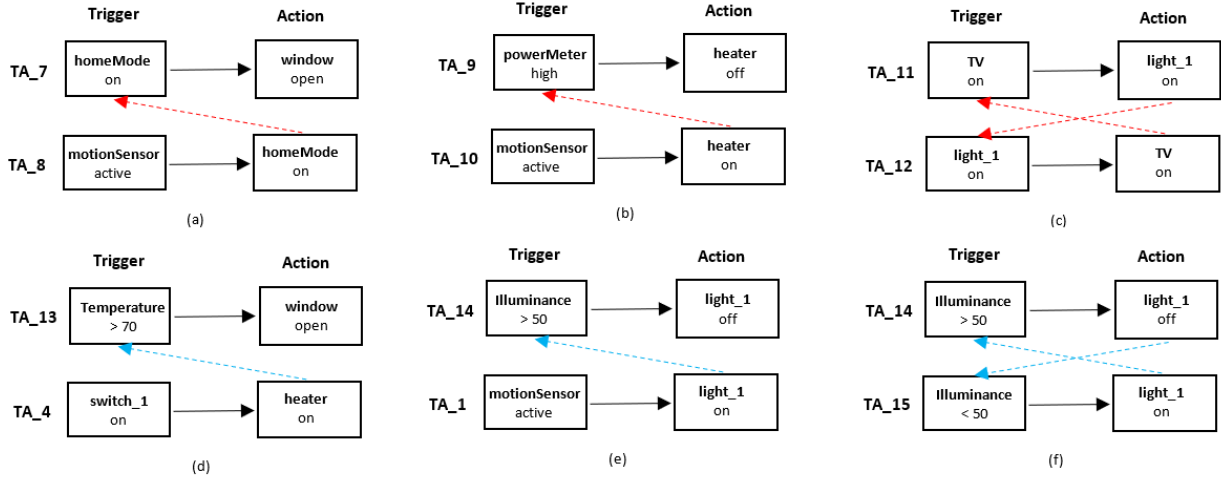 Trigger Action
TA_7
homeMode
on
window
open
TA_8
motionSensor
active
homeMode
on
(a)
Trigger Action
TA_9
powerMeter
high
heater
off
TA_10
motionSensor
active
heater
on
(b)
Trigger Action
TA_11
TV
on
light_1
on
TA_12
light_1
on
TV
on
(c)
Trigger Action
TA_13
Temperature
> 70
window
open
TA_4
switch_1
on
heater
on
(d)
Trigger Action
TA_14
Illuminance
> 50
light_1
off
TA_1
motionSensor
active
light_1
on
(e)
Trigger Action
TA_14
Illuminance
> 50
light_1
off
TA_15
Illuminance
< 50
light_1
on
(f)